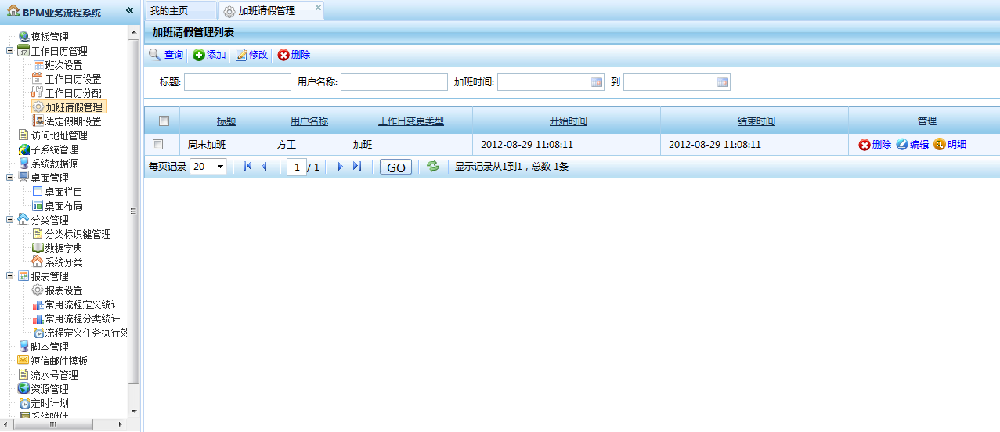 BPM业务流程系统
模板管理
工作日历管理
班次设置
工作日历设置
工作日历分配
加班请假管理
法定假期设置
访问地址管理
子系统管理
系统数据源
桌面管理
桌面栏目
桌面布局
分类管理
分类标识键管理
数据字典
系统分类
报表管理
报表设置
常用流程定义统计
常用流程分类统计
流程定义任务执行效
脚本管理
短信邮件模板
流水号管理
资源管理
定时计划
系统附件
我的主页 加班请假管理
加班请假管理列表
查询 添加 修改 删除
标题: 用户名称: 加班时间: 到
标题 用户名称 工作日变更类型 开始时间 结束时间 管理
周末加班 方工 加班 2012-08-29 11:08:11 2012-08-29 11:08:11 删除 编辑 明细
每页记录 20 1 / 1 GO 显示记录从1到1，总数 1条